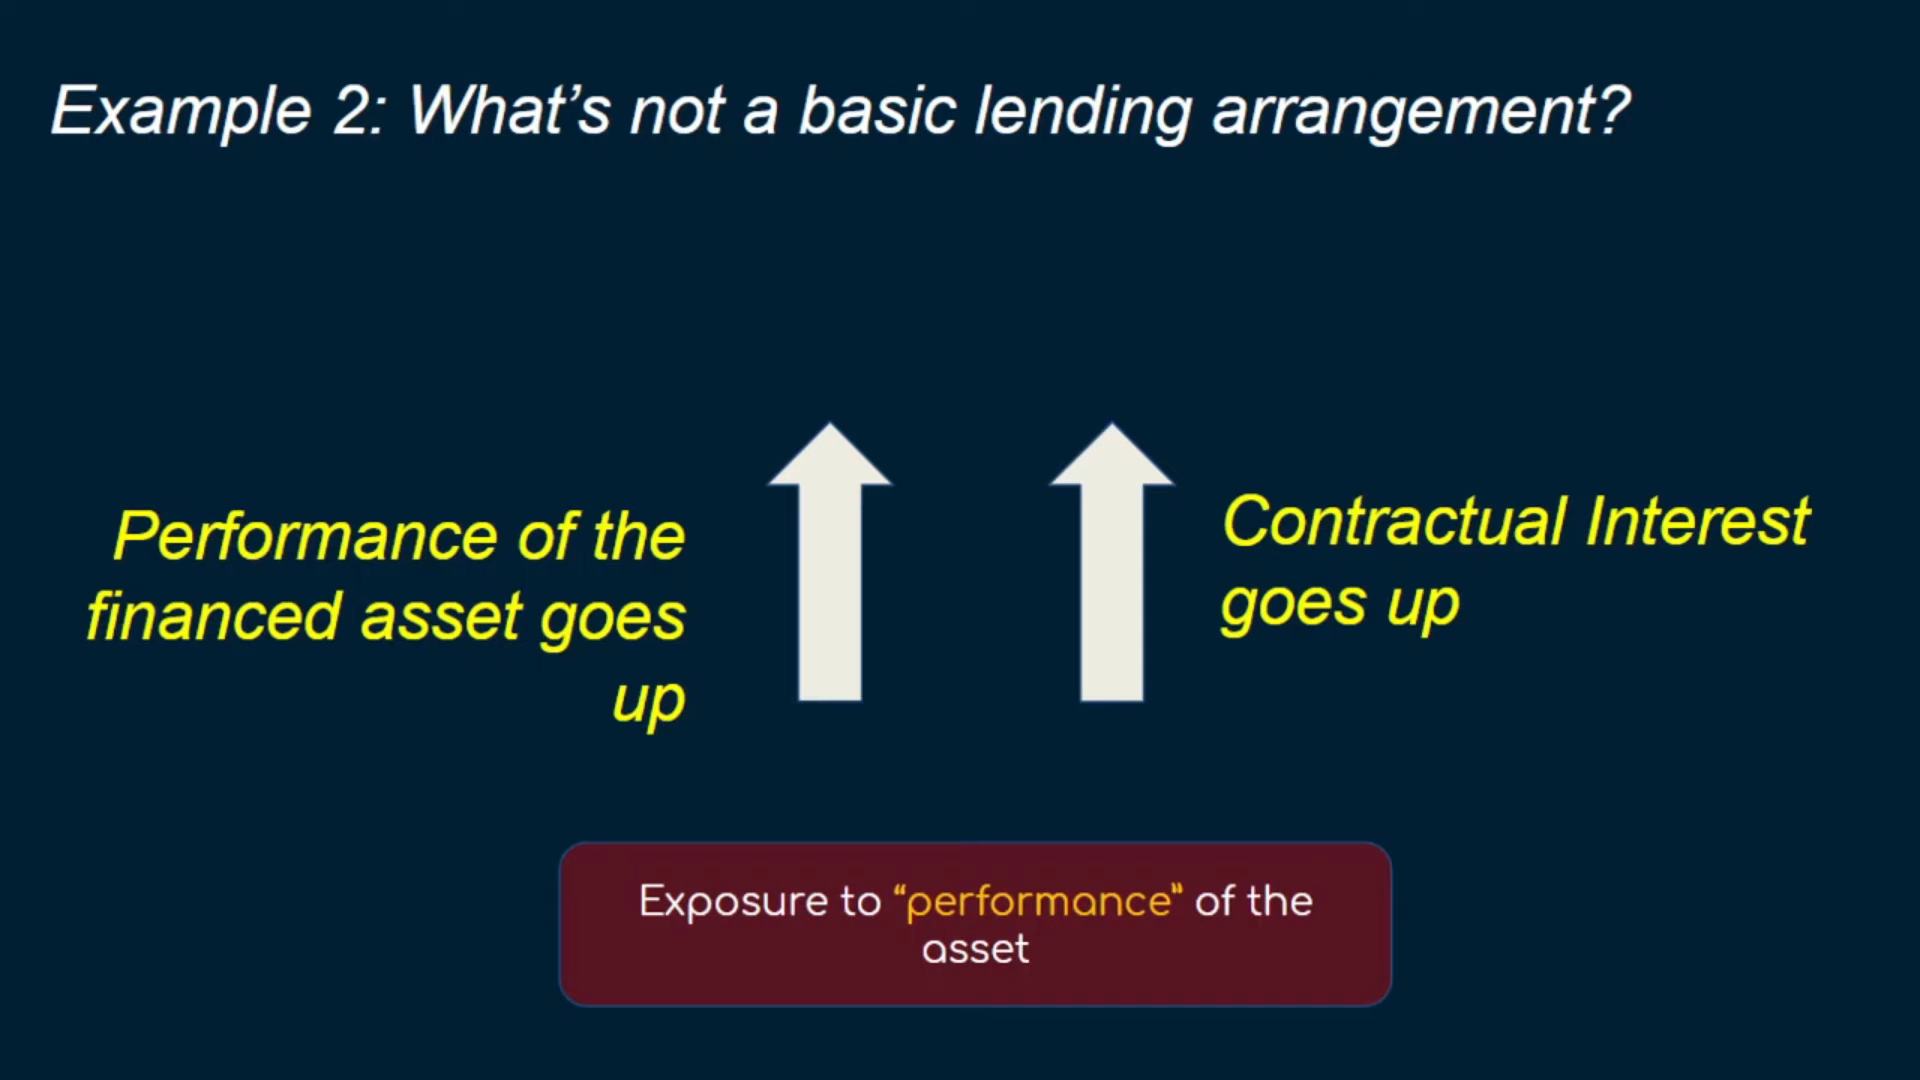 Example 2: What’s not a basic lending arrangement?
Performance of the
financed asset goes
up
Contractual Interest
goes up
Exposure to “performance” of the
asset